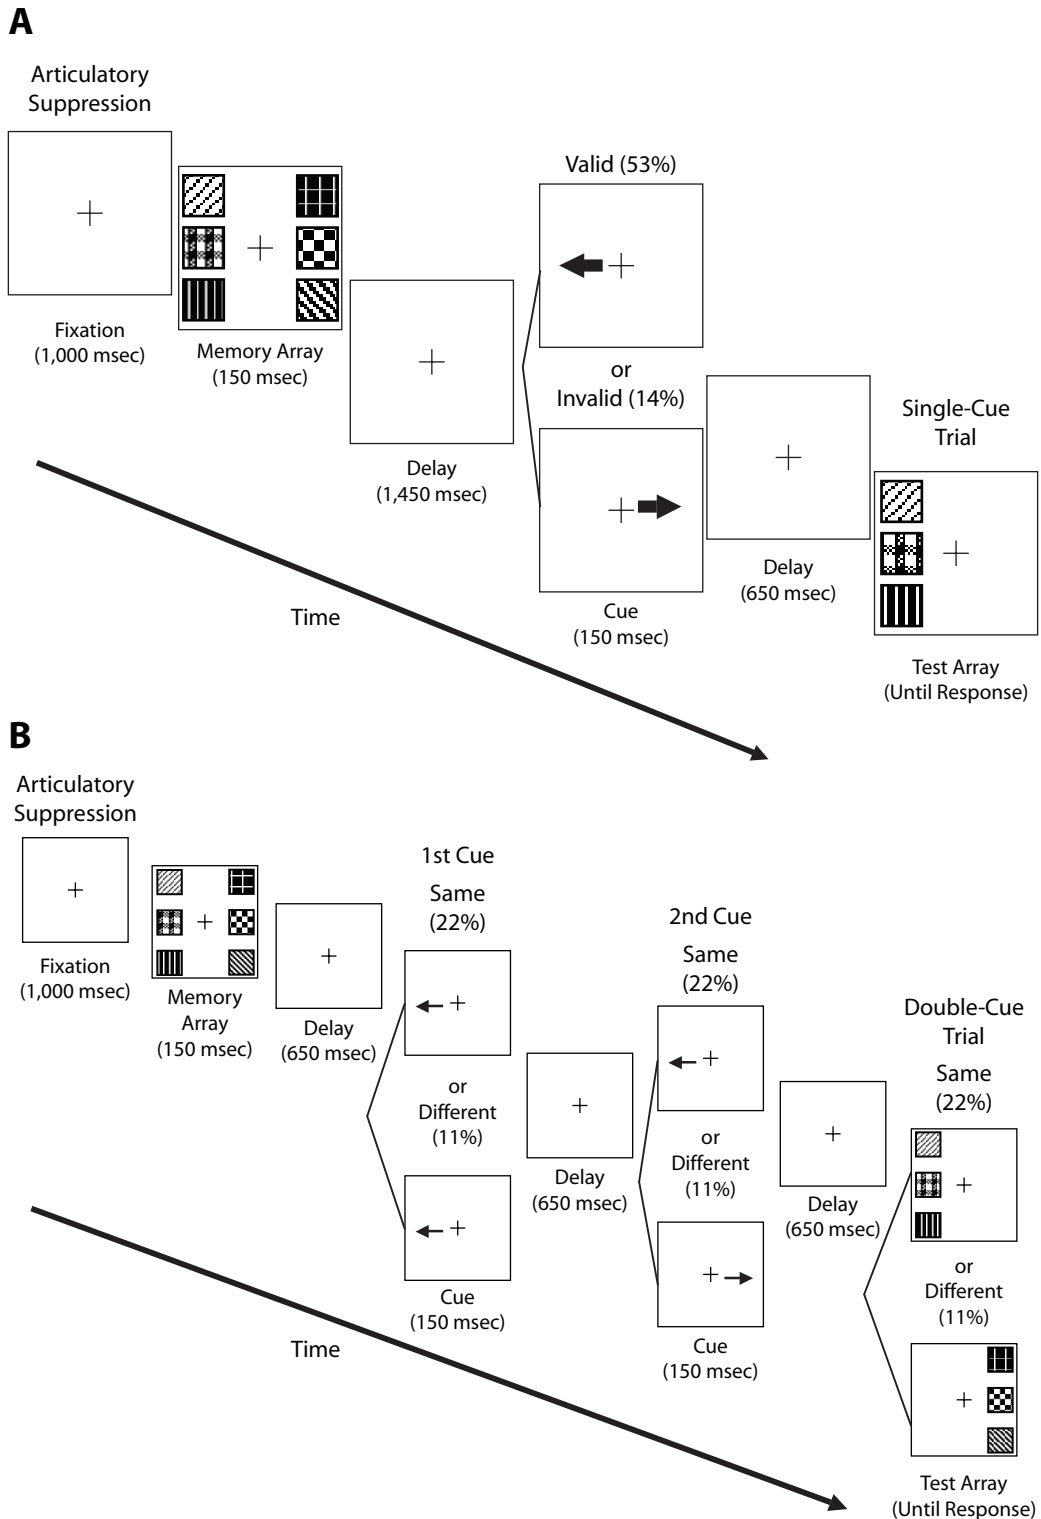 A
Articulatory
Suppression
Fixation
(1,000 msec)
Memory Array
(150 msec)
Delay
(1,450 msec)
Valid (53%)
or
Invalid (14%)
Cue
(150 msec)
Delay
(650 msec)
Single-Cue
Trial
Test Array
(Until Response)
Time
B
Articulatory
Suppression
Fixation
(1,000 msec)
Memory
Array
(150 msec)
Delay
(650 msec)
1st Cue
Same
(22%)
or
Different
(11%)
Cue
(150 msec)
Delay
(650 msec)
2nd Cue
Same
(22%)
or
Different
(11%)
Cue
(150 msec)
Delay
(650 msec)
Double-Cue
Trial
Same
(22%)
or
Different
(11%)
Test Array
(Until Response)
Time